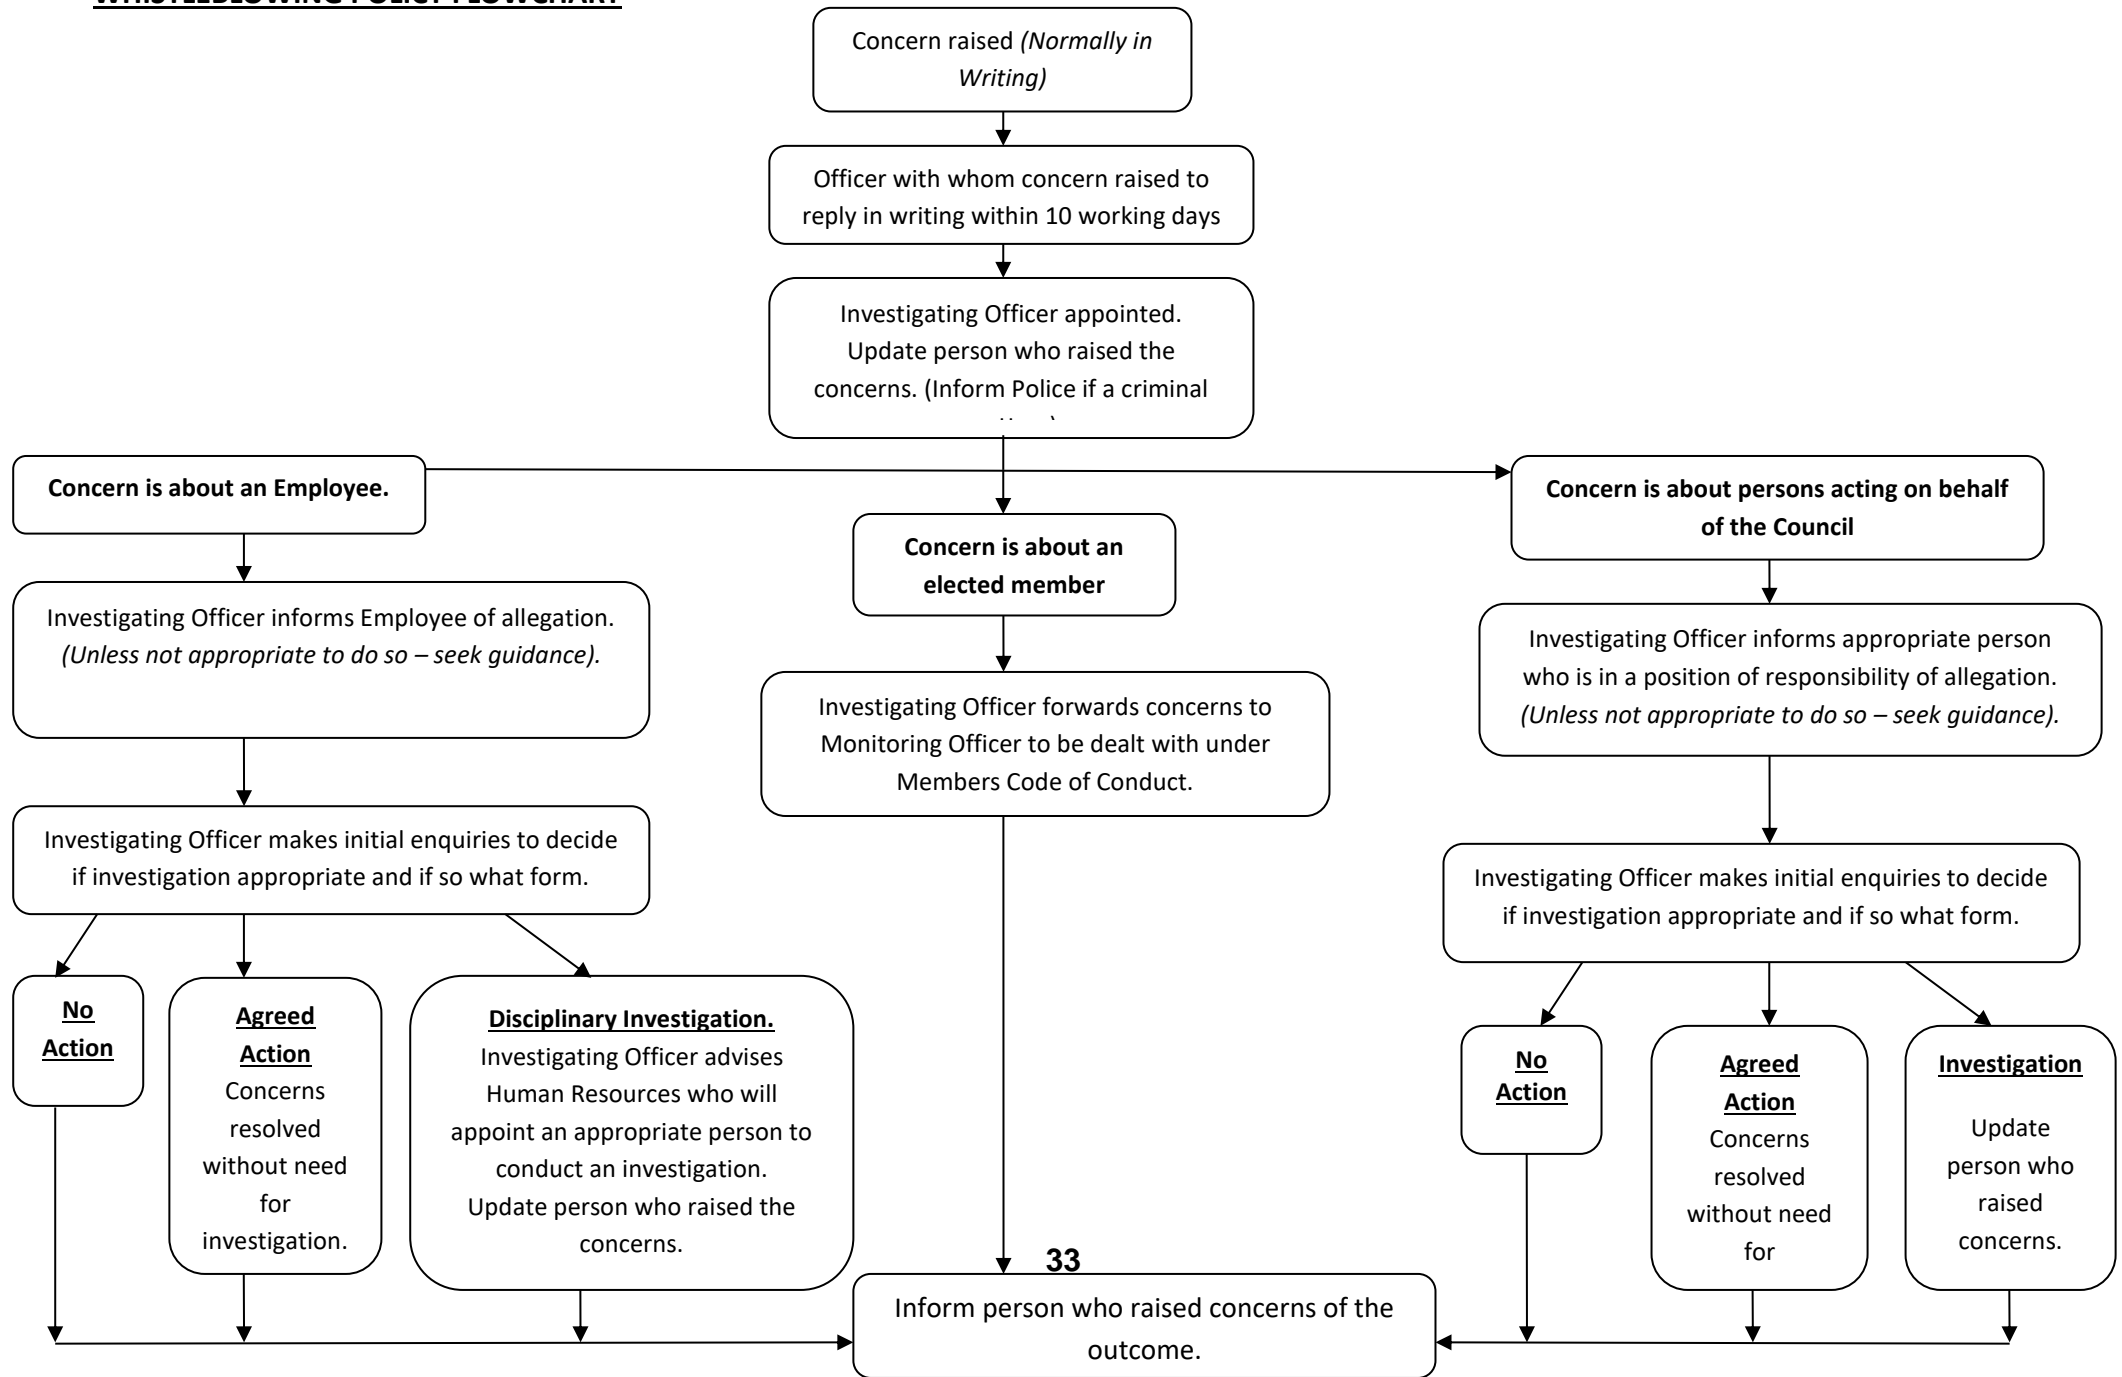 WHISTLEBLOWING POLICY FLOWCHART
Concern raised (Normally in
Writing)
Officer with whom concern raised to
reply in writing within 10 working days
Investigating Officer appointed.
Update person who raised the
concerns. (Inform Police if a criminal
Concern is about an Employee.
Investigating Officer informs Employee of allegation.
(Unless not appropriate to do so – seek guidance).
Investigating Officer makes initial enquiries to decide
if investigation appropriate and if so what form.
No
Action
Agreed
Action
Concerns
resolved
without need
for
investigation.
Disciplinary Investigation.
Investigating Officer advises
Human Resources who will
appoint an appropriate person to
conduct an investigation.
Update person who raised the
concerns.
Concern is about an
elected member
Investigating Officer forwards concerns to
Monitoring Officer to be dealt with under
Members Code of Conduct.
Concern is about persons acting on behalf
of the Council
Investigating Officer informs appropriate person
who is in a position of responsibility of allegation.
(Unless not appropriate to do so – seek guidance).
Investigating Officer makes initial enquiries to decide
if investigation appropriate and if so what form.
No
Action
Agreed
Action
Concerns
resolved
without need
for
Investigation
Update
person who
raised
concerns.
33
Inform person who raised concerns of the
outcome.